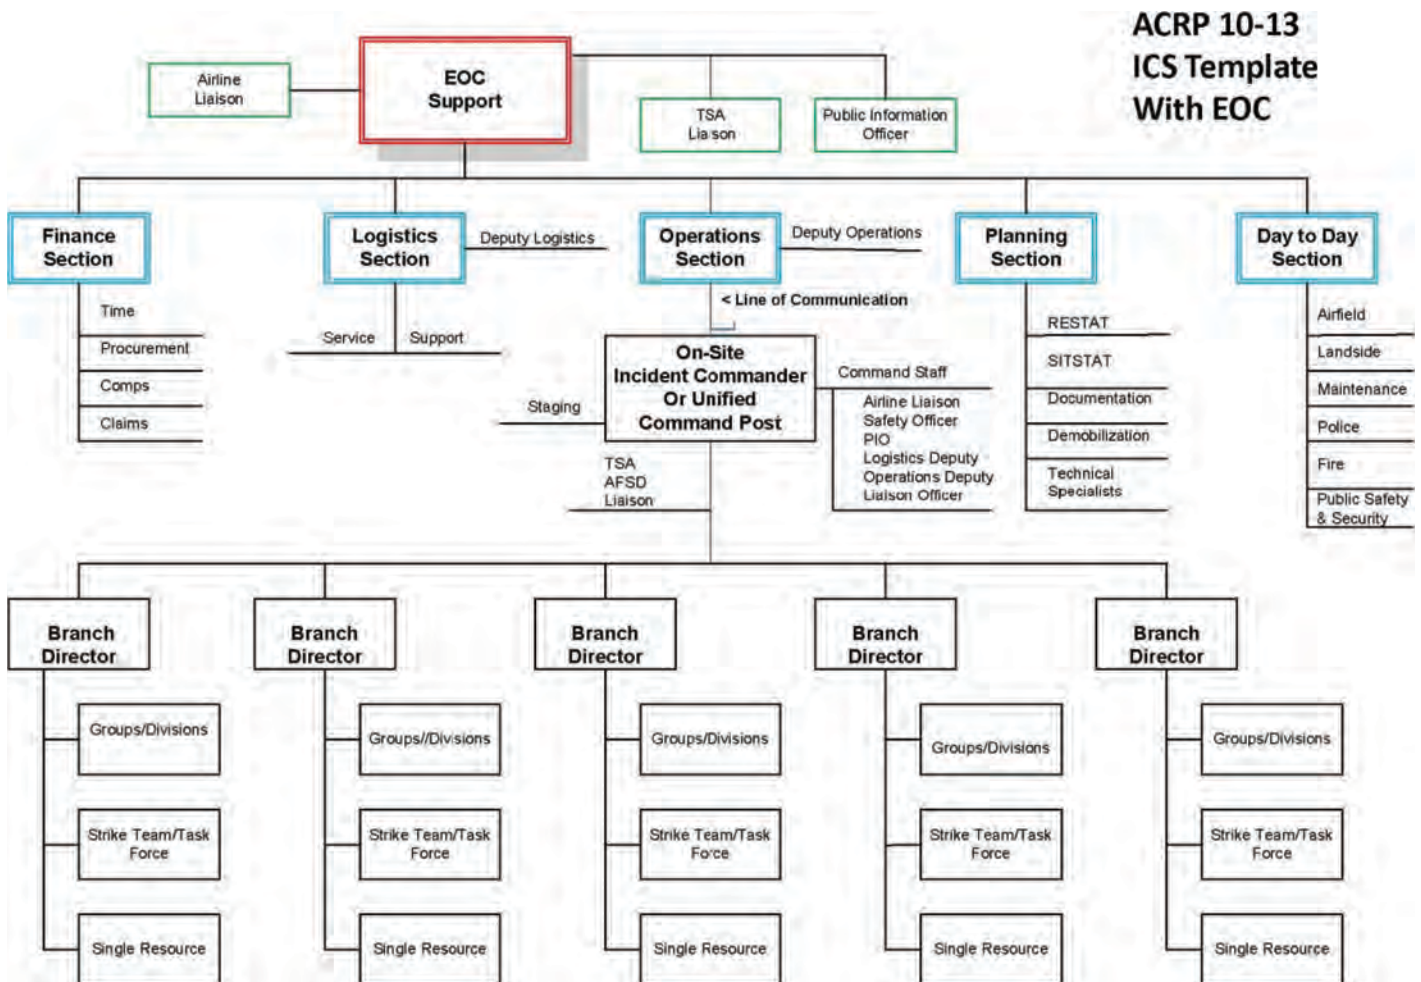 ACRP 10-13
ICS Template
With EOC
EOC
Support
Airline
Liaison
TSA
Liaison
Public Information
Officer
Finance
Section
Logistics
Section
Deputy Logistics
Operations
Section
Deputy Operations
Planning
Section
Day to Day
Section
< Line of Communication
Time
Procurement
Comps
Claims
Service
Support
On-Site
Incident Commander
Or Unified
Command Post
Staging
TSA
AFSD
Liaison
Command Staff
Airline Liaison
Safety Officer
PIO
Logistics Deputy
Operations Deputy
Liaison Officer
RESTAT
SITSTAT
Documentation
Demobilization
Technical
Specialists
Airfield
Landside
Maintenance
Police
Fire
Public Safety
& Security
Branch
Director
Branch
Director
Branch
Director
Branch
Director
Branch
Director
Groups/Divisions
Groups//Divisions
Groups/Divisions
Groups/Divisions
Groups/Divisions
Strike Team/Task
Force
Strike Team/Task
Force
Strike Team/Task
Force
Strike Team/Task
Force
Strike Team/Task
Force
Single Resource
Single Resource
Single Resource
Single Resource
Single Resource